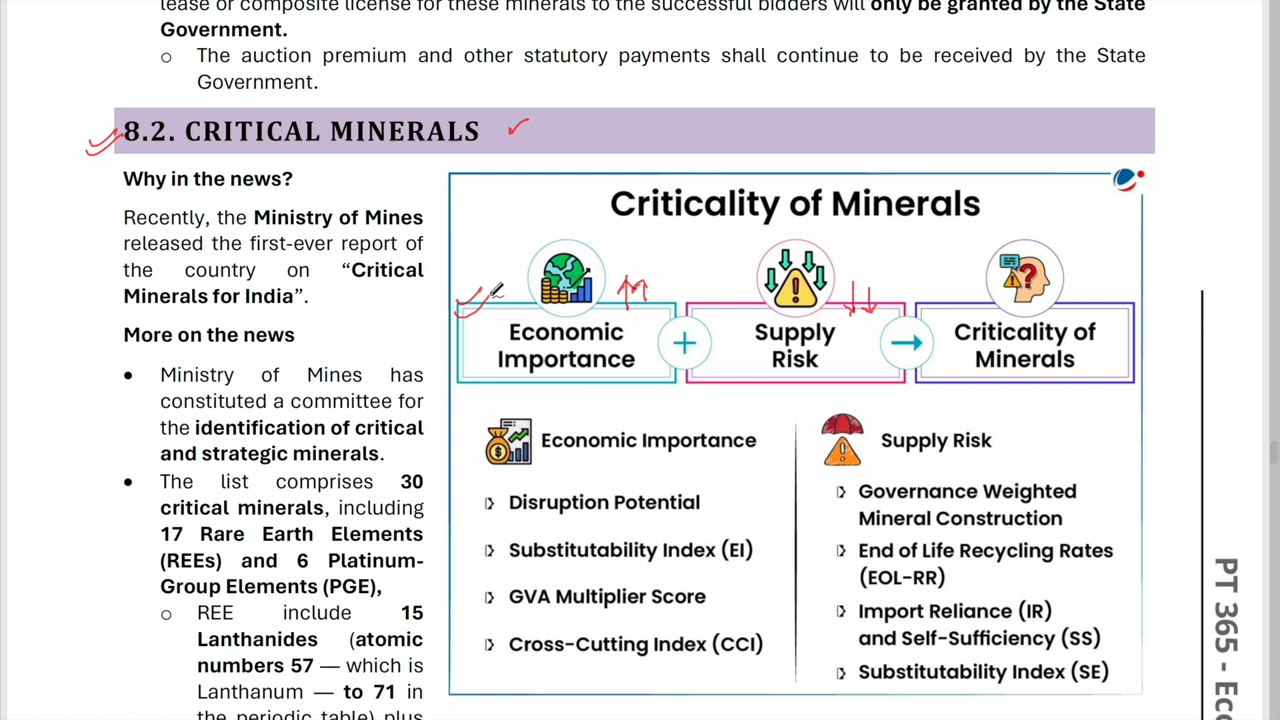 lease or composite license for these minerals to the successful bidders will only be granted by the State
Government.
o The auction premium and other statutory payments shall continue to be received by the State
Government.
8.2. CRITICAL MINERALS
Why in the news?
Recently, the Ministry of Mines
released the first-ever report of
the country on “Critical
Minerals for India”.
More on the news
• Ministry of Mines has
constituted a committee for
the identification of critical
and strategic minerals.
• The list comprises 30
critical minerals, including
17 Rare Earth Elements
(REEs) and 6 Platinum-
Group Elements (PGE),
o REE include 15
Lanthanides (atomic
numbers 57 — which is
Lanthanum — to 71 in
the periodic table) plus
Criticality of Minerals
Economic
Importance
+
Supply
Risk
→
Criticality of
Minerals
Economic Importance
Disruption Potential
Substitutability Index (EI)
GVA Multiplier Score
Cross-Cutting Index (CCI)
Supply Risk
Governance Weighted
Mineral Construction
End of Life Recycling Rates
(EOL-RR)
Import Reliance (IR)
and Self-Sufficiency (SS)
Substitutability Index (SE)
PT 365 - Eco